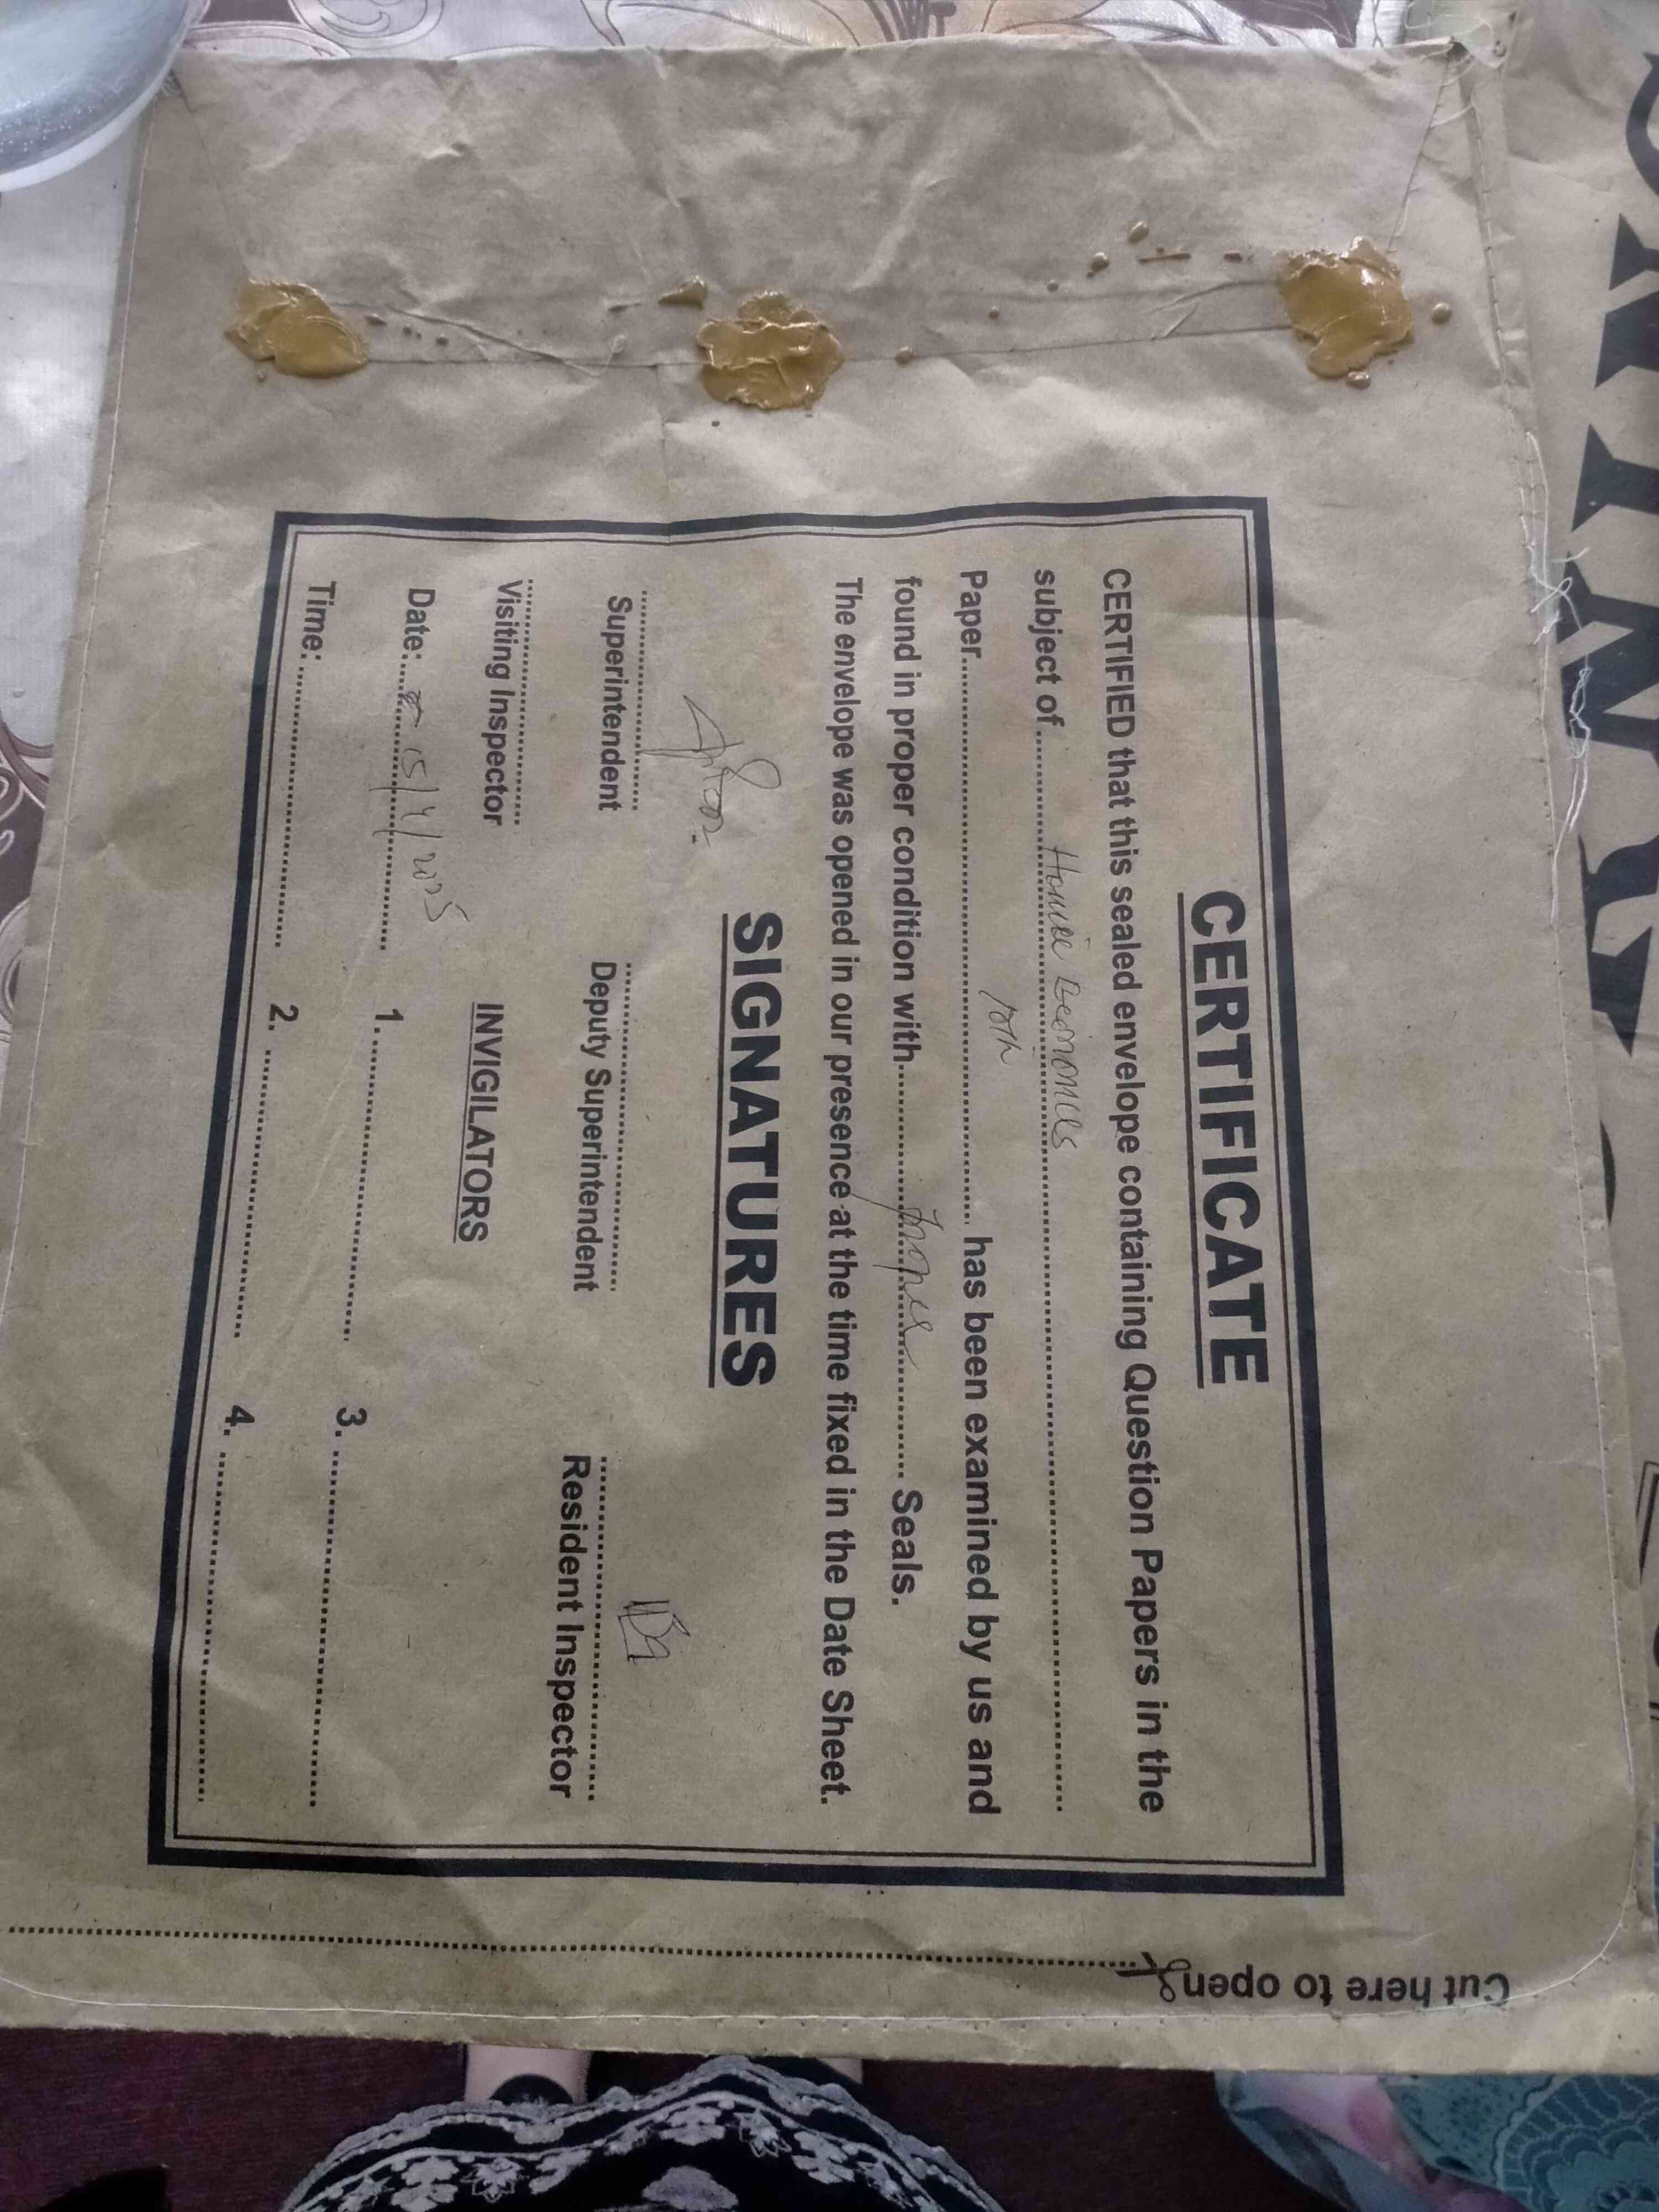 CERTIFICATE
CERTIFIED that this sealed envelope containing Question Papers in the
subject of Home Economics
Paper 10th has been examined by us and
found in proper condition with Seals.
The envelope was opened in our presence at the time fixed in the Date Sheet.
SIGNATURES
Superintendent Deputy Superintendent Resident Inspector
Visiting Inspector INVIGILATORS
Date: 15/4/2025 1. 3.
Time: 2. 4.
Cut here to open